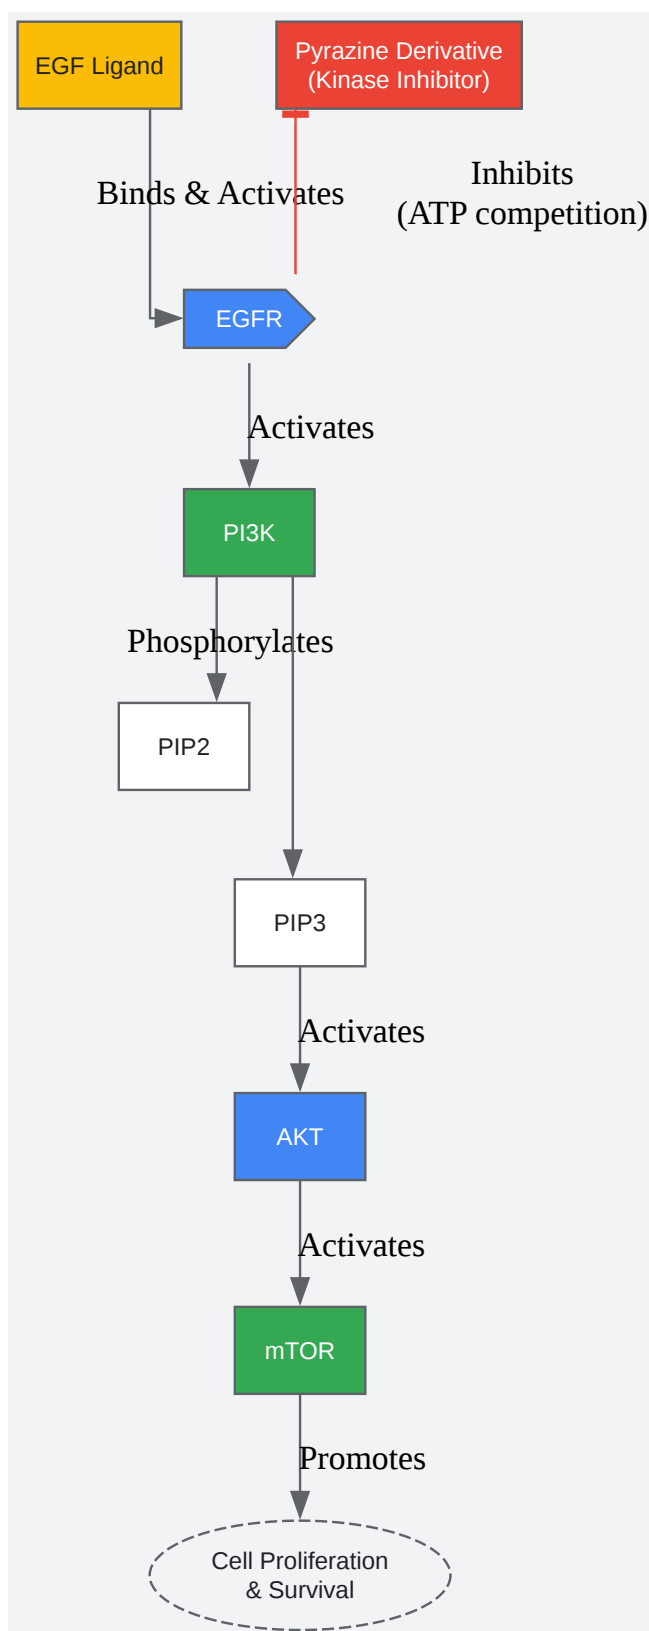 EGF Ligand
Pyrazine Derivative
(Kinase Inhibitor)
Binds & Activates
Inhibits
(ATP competition)
EGFR
Activates
PI3K
Phosphorylates
PIP2
PIP3
Activates
AKT
Activates
mTOR
Promotes
Cell Proliferation
& Survival